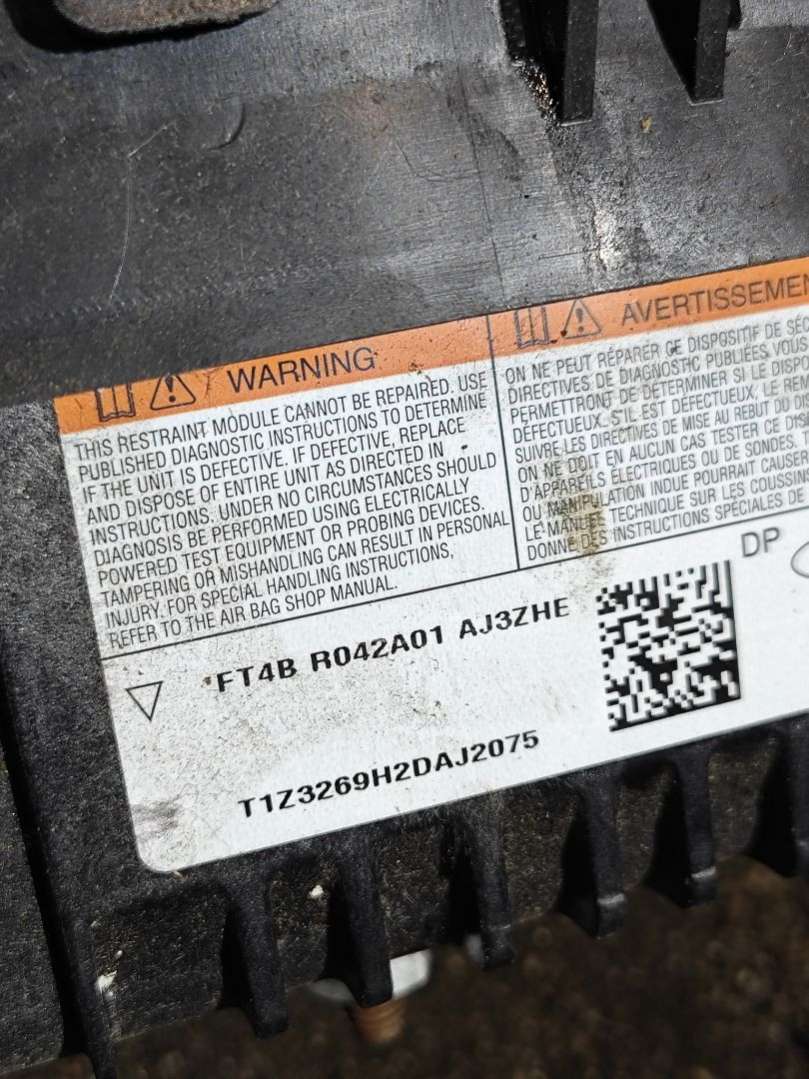 WARNING
THIS RESTRAINT MODULE CANNOT BE REPAIRED. USE
PUBLISHED DIAGNOSTIC INSTRUCTIONS TO DETERMINE
IF THE UNIT IS DEFECTIVE. IF DEFECTIVE, REPLACE
AND DISPOSE OF ENTIRE UNIT AS DIRECTED IN
INSTRUCTIONS. UNDER NO CIRCUMSTANCES SHOULD
DIAGNOSIS BE PERFORMED USING ELECTRICALLY
POWERED TEST EQUIPMENT OR PROBING DEVICES.
TAMPERING OR MISHANDLING CAN RESULT IN PERSONAL
INJURY. FOR SPECIAL HANDLING INSTRUCTIONS,
REFER TO THE AIR BAG SHOP MANUAL.
AVERTISSEMEN
ON NE PEUT RÉPARER CE DISPOSITIF DE SÉ
DIRECTIVES DE DIAGNOSTIC PUBLIÉES VOUS
PERMETTRONT DE DÉTERMINER SI LE DISPO
DÉFECTUEUX. S'IL EST DÉFECTUEUX, LE REM
SUIVRE LES DIRECTIVES DE MISE AU REBUT DU D
ON NE DOIT EN AUCUN CAS TESTER CE DIS
D'APPAREILS ÉLECTRIQUES OU DE SONDES.
OU MANIPULATION INDUE POURRAIT CAUSER
LE MANUEL TECHNIQUE SUR LES COUSSIN
DONNE DES INSTRUCTIONS SPÉCIALES DE
DP
FT4B R042A01 AJ3ZHE
T1Z3269H2DAJ2075